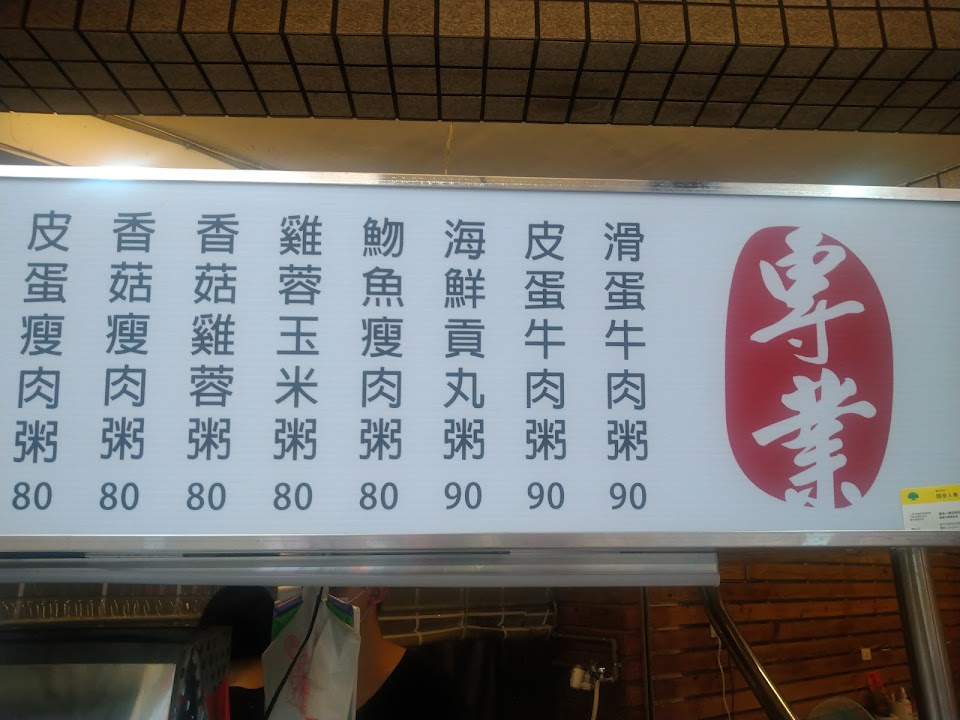 專業
滑蛋牛肉粥 90
皮蛋牛肉粥 90
海鮮貢丸粥 90
魩魚瘦肉粥 80
雞蓉玉米粥 80
香菇雞蓉粥 80
香菇瘦肉粥 80
皮蛋瘦肉粥 80